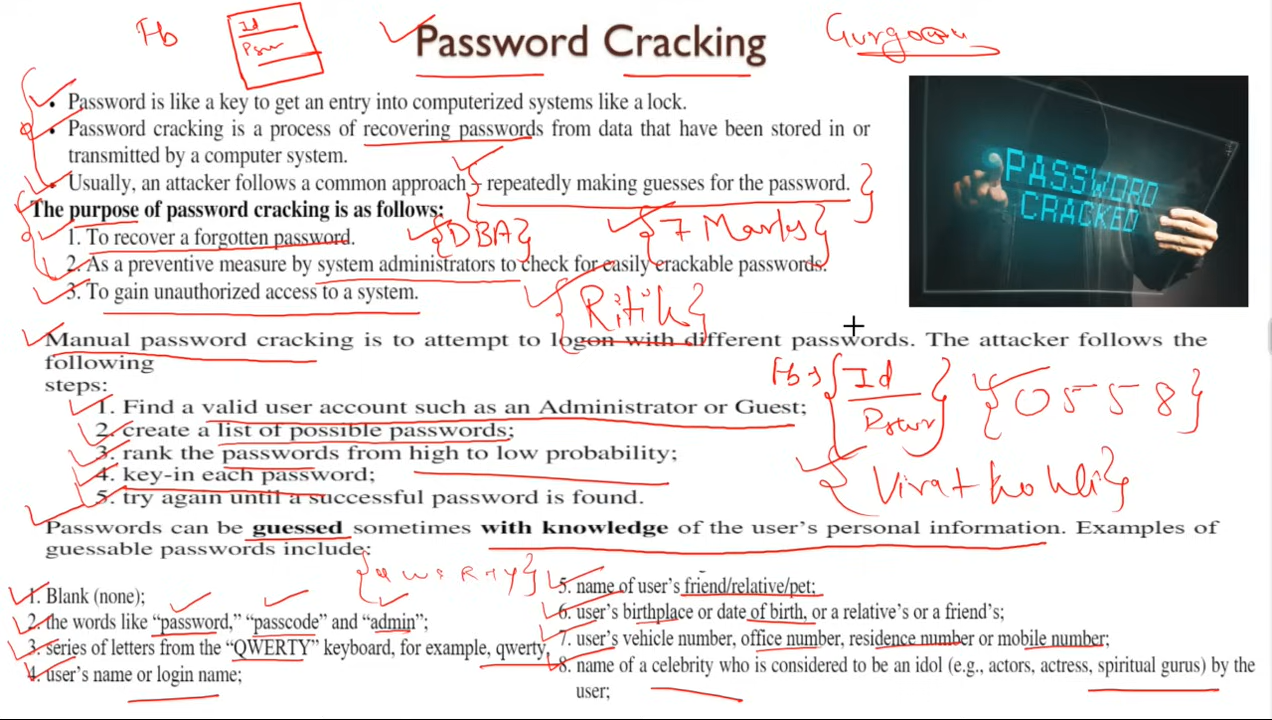 Fb
Id
Pswr
Password Cracking
Gurgaon
• Password is like a key to get an entry into computerized systems like a lock.
• Password cracking is a process of recovering passwords from data that have been stored in or
transmitted by a computer system.
• Usually, an attacker follows a common approach – repeatedly making guesses for the password.
PASSWORD
CRACKED
The purpose of password cracking is as follows:
1. To recover a forgotten password.
{DBA}
{7 Marks}
2. As a preventive measure by system administrators to check for easily crackable passwords.
3. To gain unauthorized access to a system.
{Ritik}
Manual password cracking is to attempt to logon with different passwords. The attacker follows the
following
steps:
Fb
Id
0558
1. Find a valid user account such as an Administrator or Guest;
2. create a list of possible passwords;
3. rank the passwords from high to low probability;
4. key-in each password;
Virat kohli
5. try again until a successful password is found.
Passwords can be guessed sometimes with knowledge of the user's personal information. Examples of
guessable passwords include:
{QWERTY}
1. Blank (none);
2. the words like "password," "passcode" and "admin";
3. series of letters from the "QWERTY" keyboard, for example, qwerty,
4. user's name or login name;
5. name of user's friend/relative/pet;
6. user's birthplace or date of birth, or a relative's or a friend's;
7. user's vehicle number, office number, residence number or mobile number;
8. name of a celebrity who is considered to be an idol (e.g., actors, actress, spiritual gurus) by the
user;